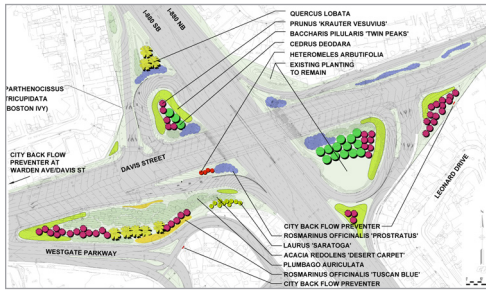 I-880 SB
I-880 NB
QUERCUS LOBATA
PRUNUS 'KRAUTER VESUVIUS'
BACCHARIS PILULARIS 'TWIN PEAKS'
CEDRUS DEODARA
HETEROMELES ARBUTIFOLIA
EXISTING PLANTING
TO REMAIN
PARTHENOCISSUS
TRICUPIDATA
(BOSTON IVY)
CITY BACK FLOW
PREVENTER AT
WARDEN AVE/DAVIS ST
DAVIS STREET
LEONARD DRIVE
WESTGATE PARKWAY
CITY BACK FLOW PREVENTER
ROSMARINUS OFFICINALIS 'PROSTRATUS'
LAURUS 'SARATOGA'
ACACIA REDOLENS 'DESERT CARPET'
PLUMBAGO AURICULATA
ROSMARINUS OFFICINALIS 'TUSCAN BLUE'
CITY BACK FLOW PREVENTER